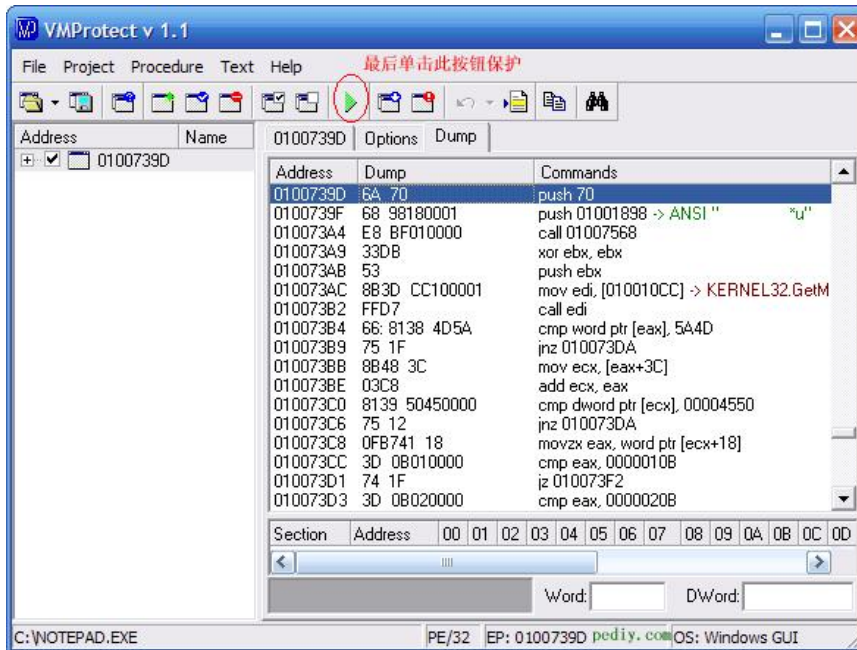 VMProtect v 1.1
File Project Procedure Text Help
最后单击此按钮保护
Address Name
0100739D
0100739D Options Dump
Address Dump Commands
0100739D 6A 70 push 70
0100739F 68 98180001 push 01001898 -> ANSI " *u"
010073A4 E8 BF010000 call 01007568
010073A9 33DB xor ebx, ebx
010073AB 53 push ebx
010073AC 8B3D CC100001 mov edi, [010010CC] -> KERNEL32.GetM
010073B2 FFD7 call edi
010073B4 66: 8138 4D5A cmp word ptr [eax], 5A4D
010073B9 75 1F jnz 010073DA
010073BB 8B48 3C mov ecx, [eax+3C]
010073BE 03C8 add ecx, eax
010073C0 8139 50450000 cmp dword ptr [ecx], 00004550
010073C6 75 12 jnz 010073DA
010073C8 0FB741 18 movzx eax, word ptr [ecx+18]
010073CC 3D 0B010000 cmp eax, 0000010B
010073D1 74 1F jz 010073F2
010073D3 3D 0B020000 cmp eax, 0000020B
Section Address 00 01 02 03 04 05 06 07 08 09 0A 0B 0C 0D
Word: DWord:
C:\NOTEPAD.EXE PE/32 EP: 0100739D pediy.com OS: Windows GUI